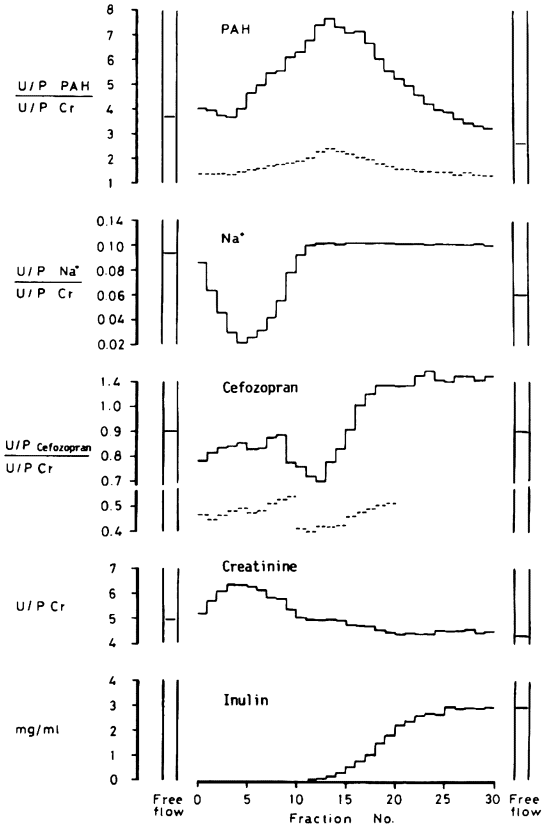 PAH
8
7
6
5
4
3
2
1
U/P PAH
U/P Cr
Na⁺
0.14
0.10
0.08
0.06
0.04
0.02
U/P Na⁺
U/P Cr
Cefozopran
1.4
1.0
0.9
0.8
0.7
0.5
0.4
U/P Cefozopran
U/P Cr
Creatinine
7
6
5
4
U/P Cr
Inulin
4
3
2
1
0
mg/ml
Free flow
0 5 10 15 20 25 30
Free flow
Fraction No.